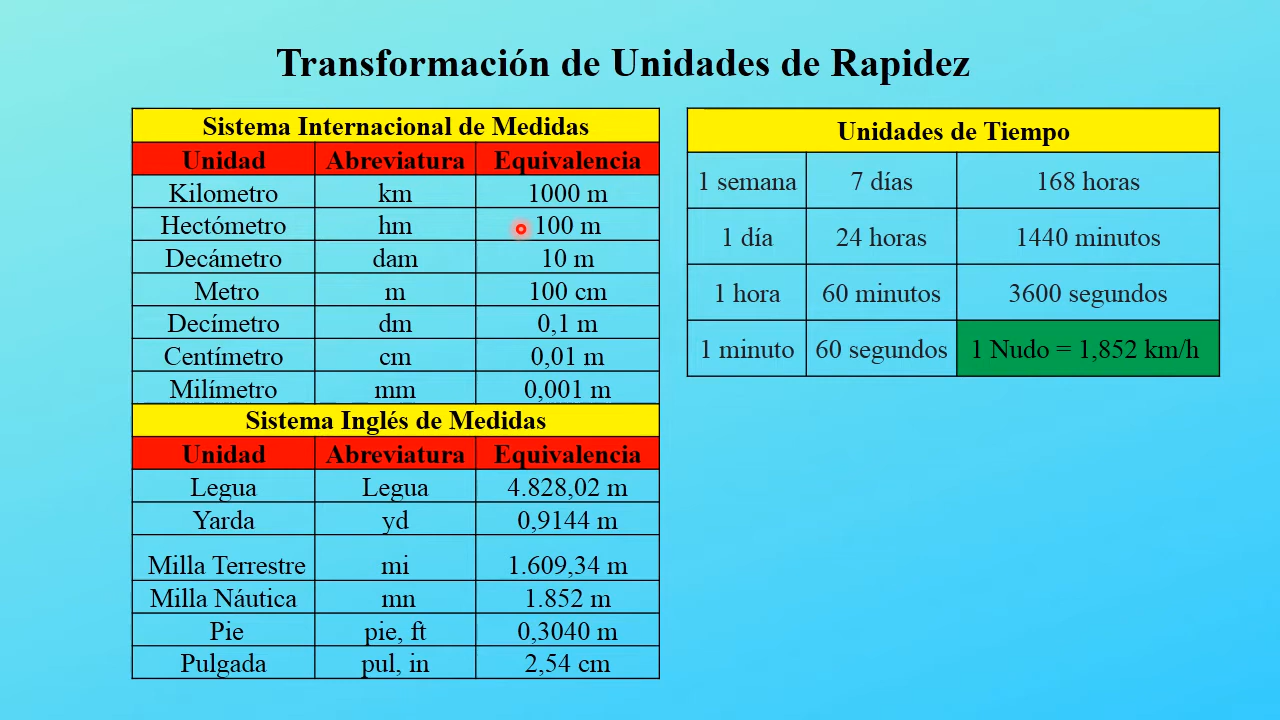 Transformación de Unidades de Rapidez
Sistema Internacional de Medidas
Unidad Abreviatura Equivalencia
Kilometro km 1000 m
Hectómetro hm 100 m
Decámetro dam 10 m
Metro m 100 cm
Decímetro dm 0,1 m
Centímetro cm 0,01 m
Milímetro mm 0,001 m
Sistema Inglés de Medidas
Unidad Abreviatura Equivalencia
Legua Legua 4.828,02 m
Yarda yd 0,9144 m
Milla Terrestre mi 1.609,34 m
Milla Náutica mn 1.852 m
Pie pie, ft 0,3040 m
Pulgada pul, in 2,54 cm
Unidades de Tiempo
1 semana 7 días 168 horas
1 día 24 horas 1440 minutos
1 hora 60 minutos 3600 segundos
1 minuto 60 segundos 1 Nudo = 1,852 km/h